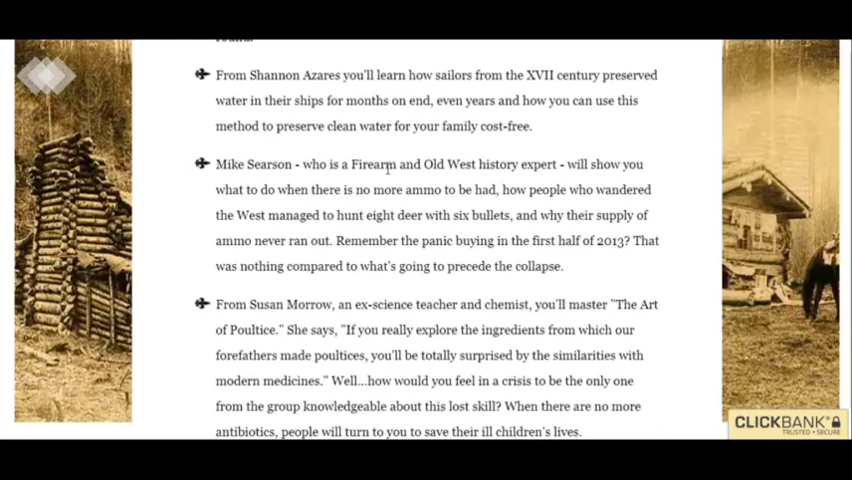 round.
From Shannon Azares you'll learn how sailors from the XVII century preserved
water in their ships for months on end, even years and how you can use this
method to preserve clean water for your family cost-free.
Mike Searson - who is a Firearm and Old West history expert - will show you
what to do when there is no more ammo to be had, how people who wandered
the West managed to hunt eight deer with six bullets, and why their supply of
ammo never ran out. Remember the panic buying in the first half of 2013? That
was nothing compared to what's going to precede the collapse.
From Susan Morrow, an ex-science teacher and chemist, you'll master "The Art
of Poultice." She says, "If you really explore the ingredients from which our
forefathers made poultices, you'll be totally surprised by the similarities with
modern medicines." Well...how would you feel in a crisis to be the only one
from the group knowledgeable about this lost skill? When there are no more
antibiotics, people will turn to you to save their ill children's lives.
CLICKBANK
TRUSTED • SECURE